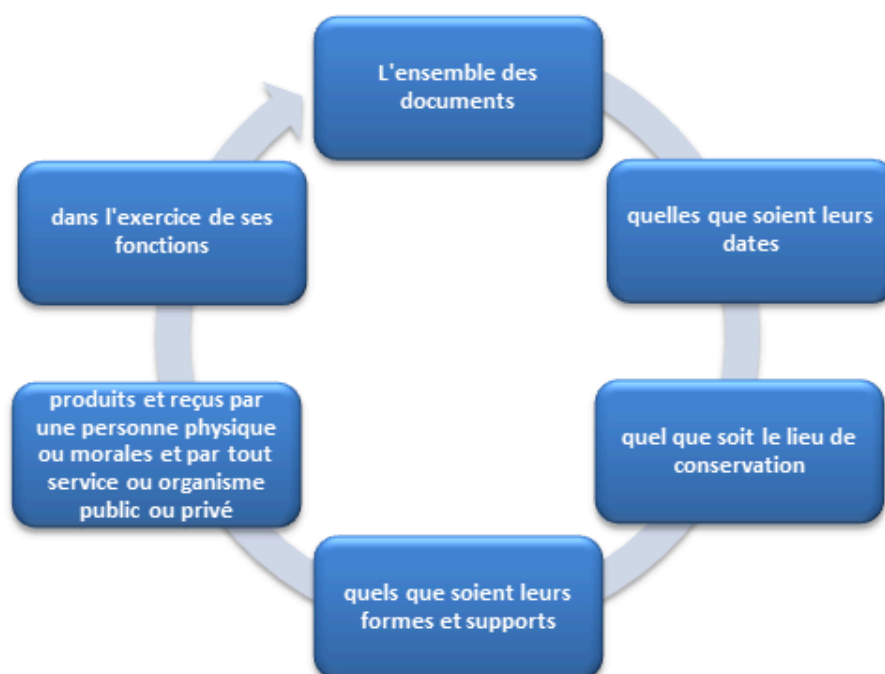 L'ensemble des
documents
quelles que soient leurs
dates
quel que soit le lieu de
conservation
quels que soient leurs
formes et supports
produits et reçus par
une personne physique
ou morales et par tout
service ou organisme
public ou privé
dans l'exercice de ses
fonctions